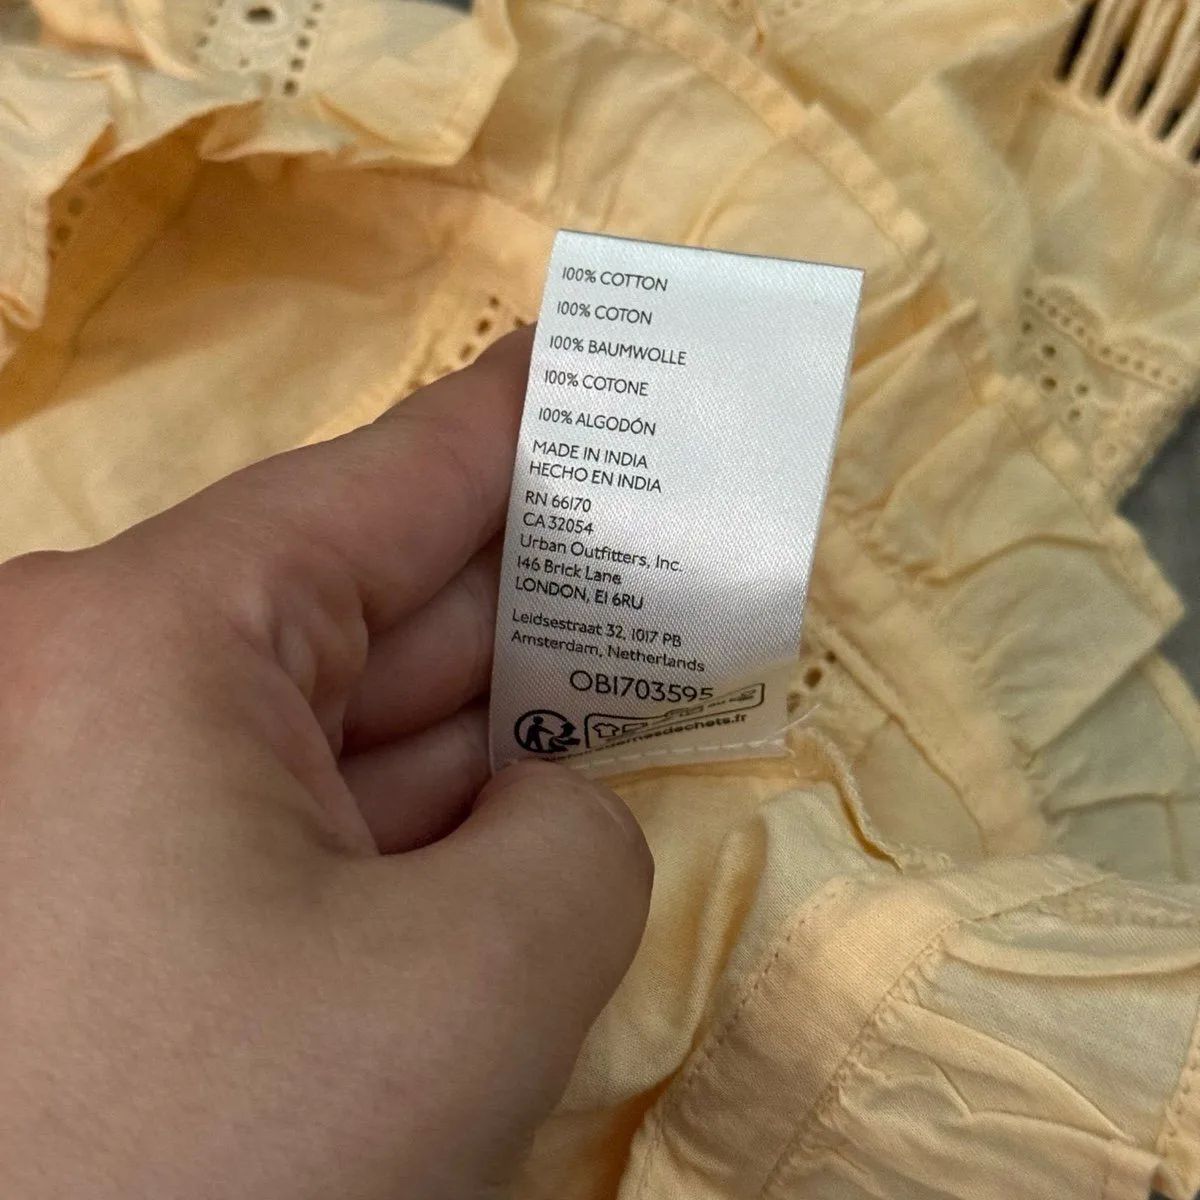 100% COTTON
100% COTON
100% BAUMWOLLE
100% COTONE
100% ALGODÓN
MADE IN INDIA
HECHO EN INDIA
RN 66170
CA 32054
Urban Outfitters, Inc.
146 Brick Lane
LONDON, E1 6RU
Leidsestraat 32, 1017 PB
Amsterdam, Netherlands
OB1703595